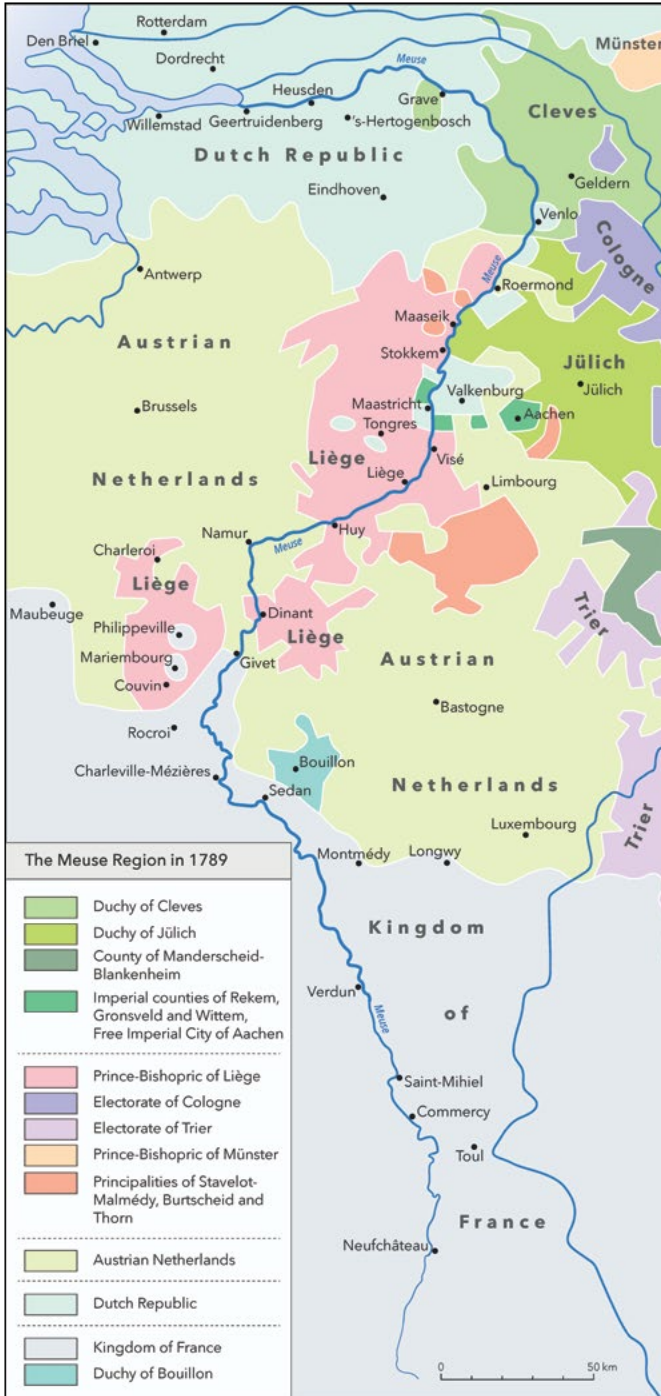 Rotterdam
Den Briel
Dordrecht
Meuse
Münster
Heusden
Grave
Cleves
Willemstad
Geertruidenberg
's-Hertogenbosch
Dutch Republic
Geldern
Eindhoven
Venlo
Cologne
Antwerp
Meuse
Roermond
Austrian
Maaseik
Stokkem
Jülich
Jülich
Valkenburg
Maastricht
Brussels
Aachen
Tongres
Liège
Visé
Netherlands
Liège
Limbourg
Huy
Namur
Meuse
Charleroi
Liège
Trier
Maubeuge
Dinant
Philippeville
Liège
Givet
Austrian
Mariembourg
Couvin
Bastogne
Rocroi
Bouillon
Charleville-Mézières
Netherlands
Sedan
Luxembourg
Trier
Montmédy
Longwy
Kingdom
Verdun
Meuse
of
Saint-Mihiel
Commercy
Toul
France
Neufchâteau
0
50 km
The Meuse Region in 1789
Duchy of Cleves
Duchy of Jülich
County of Manderscheid-
Blankenheim
Imperial counties of Rekem,
Gronsveld and Wittem,
Free Imperial City of Aachen
Prince-Bishopric of Liège
Electorate of Cologne
Electorate of Trier
Prince-Bishopric of Münster
Principalities of Stavelot-
Malmédy, Burtscheid and
Thorn
Austrian Netherlands
Dutch Republic
Kingdom of France
Duchy of Bouillon